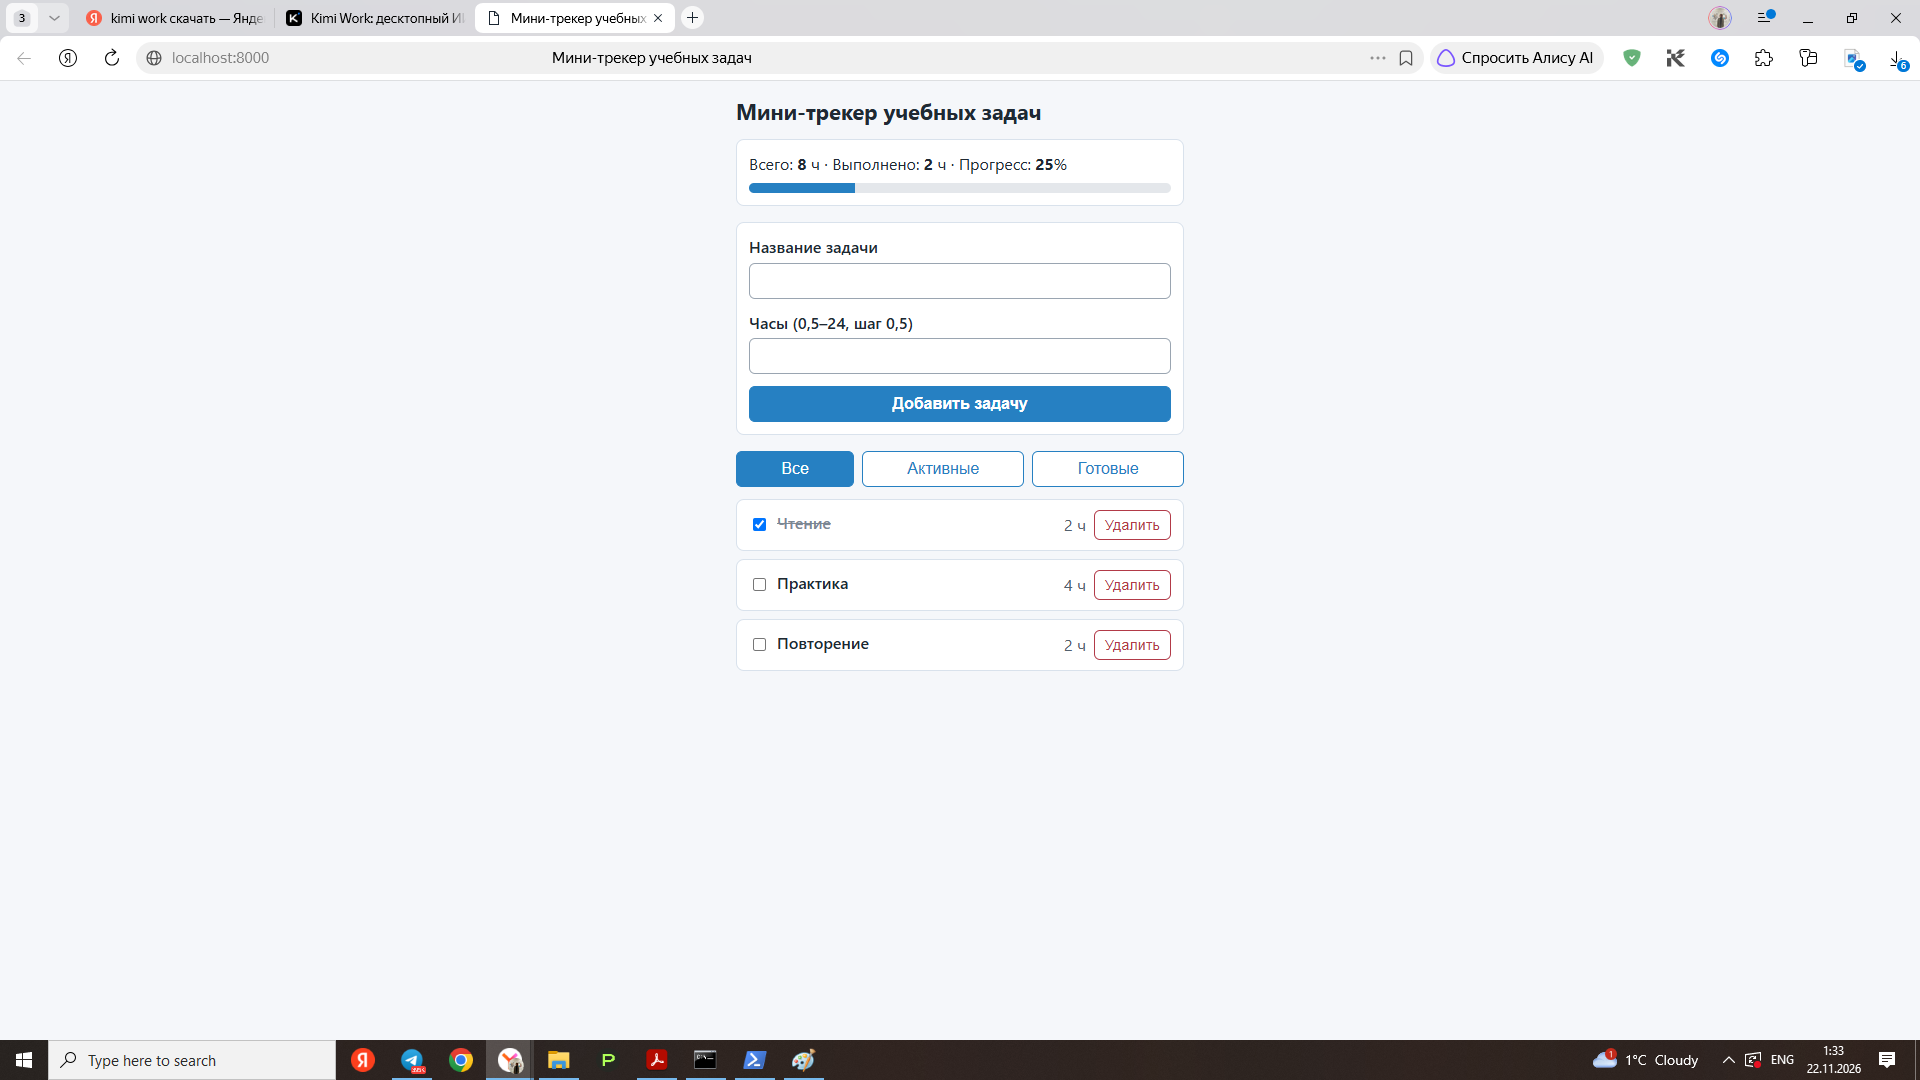 3
kimi work скачать — Янде
Kimi Work: десктопный ИИ
Мини-трекер учебных
localhost:8000
Мини-трекер учебных задач
Спросить Алису AI
6
Мини-трекер учебных задач
Всего: 8 ч · Выполнено: 2 ч · Прогресс: 25%
Название задачи
Часы (0,5–24, шаг 0,5)
Добавить задачу
Все
Активные
Готовые
Чтение
2 ч
Удалить
Практика
4 ч
Удалить
Повторение
2 ч
Удалить
Type here to search
1
1°C Cloudy
ENG
1:33
22.11.2026